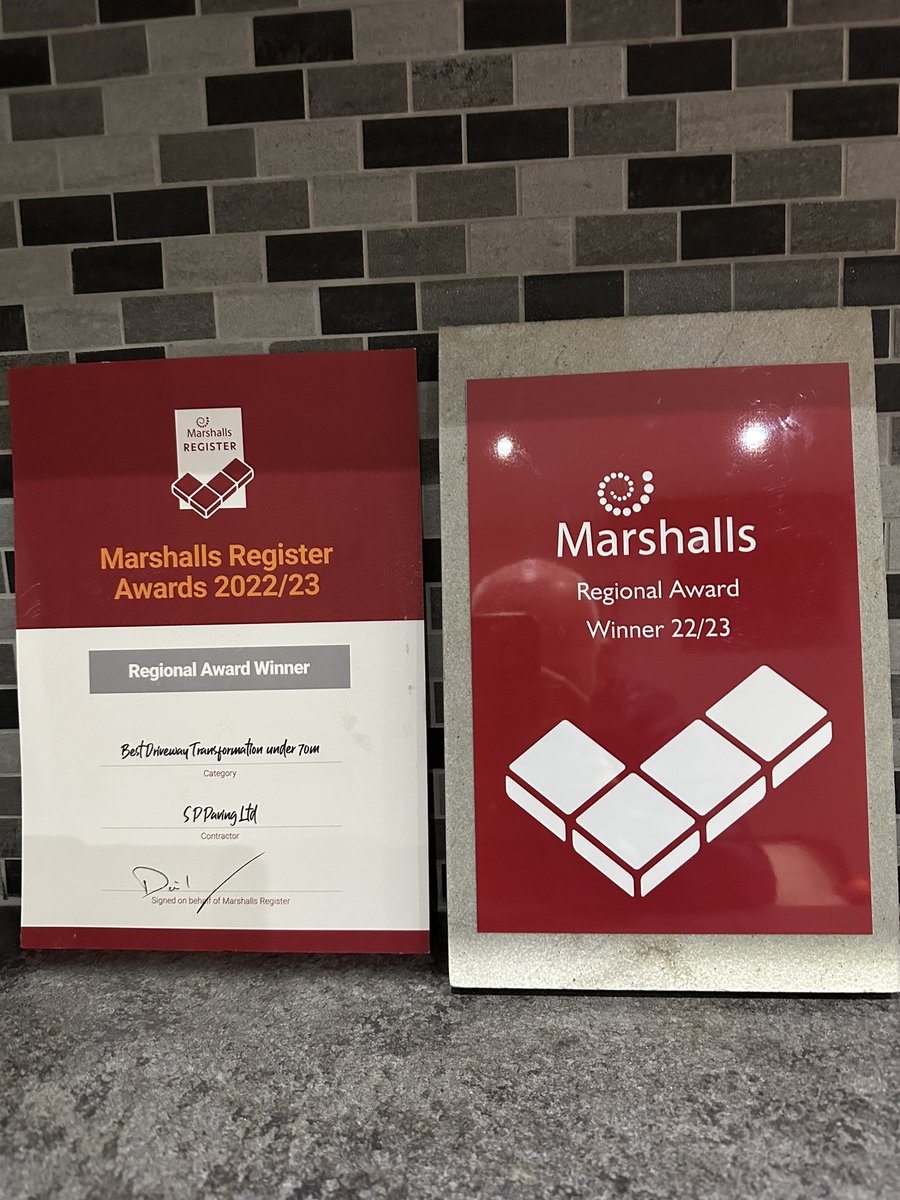 Marshalls
REGISTER
Marshalls Register
Awards 2022/23
Regional Award Winner
Best Driveway Transformation under 70m
Category
S P Paving Ltd
Contractor
Signed on behalf of Marshalls Register
Marshalls
Regional Award
Winner 22/23